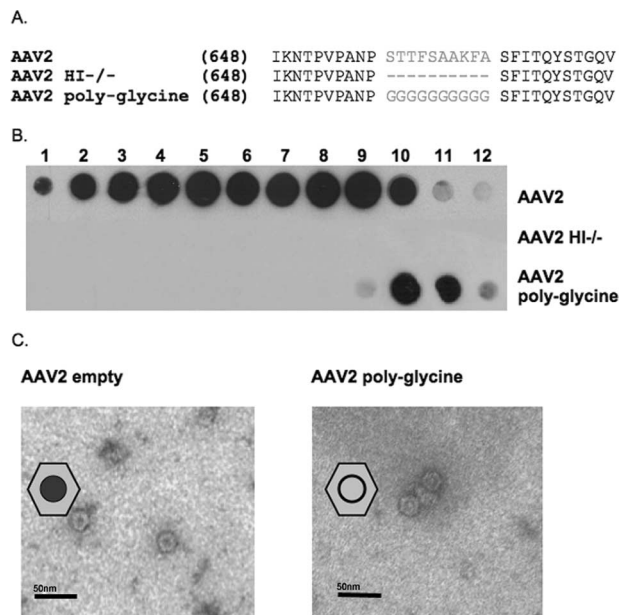 A.
AAV2 (648) IKNTPVPANP STTFSAAKFA SFITQYSTGQV
AAV2 HI-/- (648) IKNTPVPANP ---------- SFITQYSTGQV
AAV2 poly-glycine (648) IKNTPVPANP GGGGGGGGGG SFITQYSTGQV
B.
1 2 3 4 5 6 7 8 9 10 11 12
AAV2
AAV2 HI-/-
AAV2
poly-glycine
C.
AAV2 empty AAV2 poly-glycine
50nm 50nm